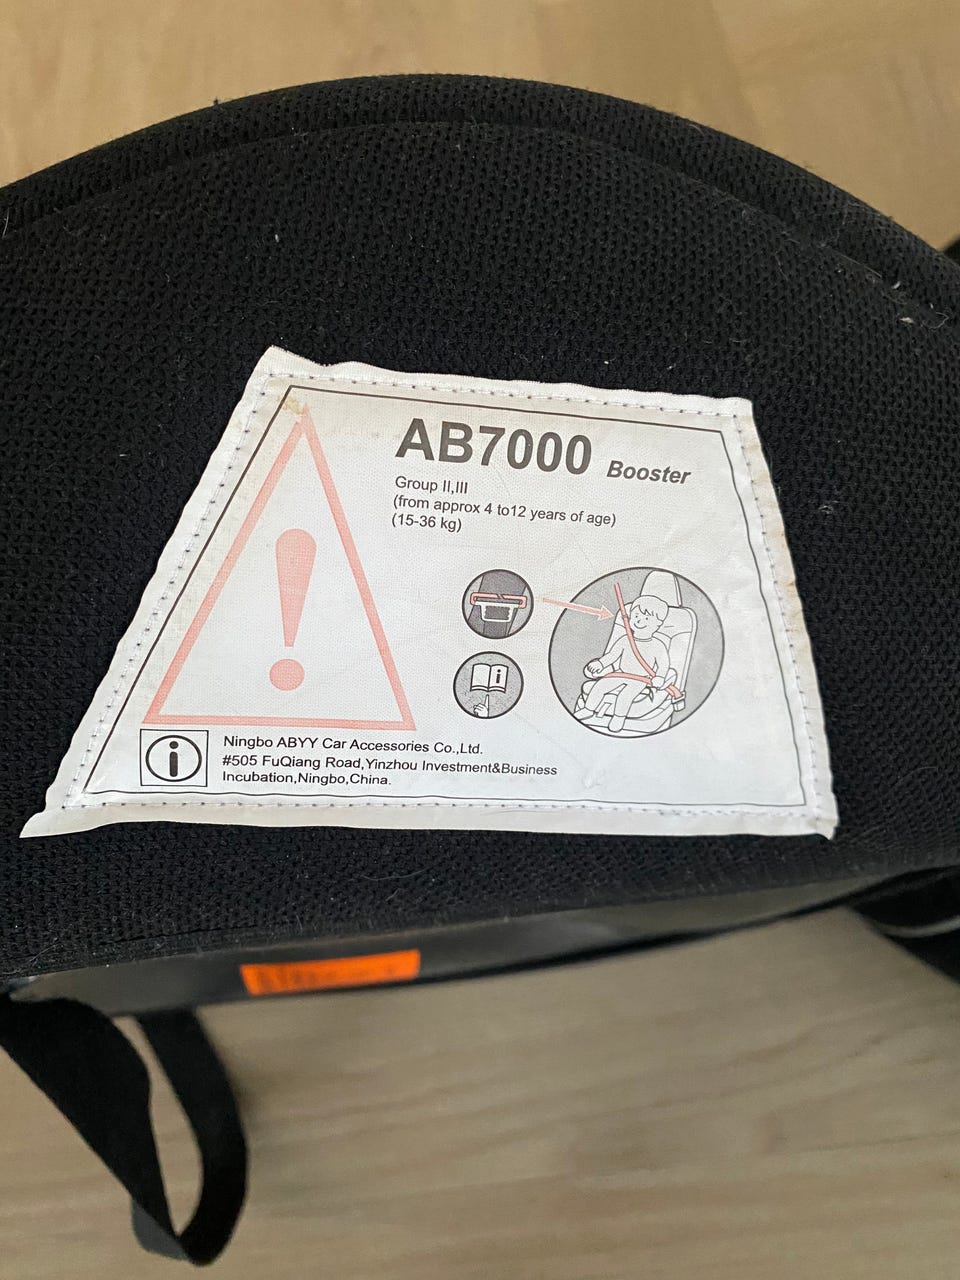 AB7000 Booster
Group II,III
(from approx 4 to12 years of age)
(15-36 kg)
Ningbo ABYY Car Accessories Co.,Ltd.
#505 FuQiang Road,Yinzhou Investment&Business
Incubation,Ningbo,China.